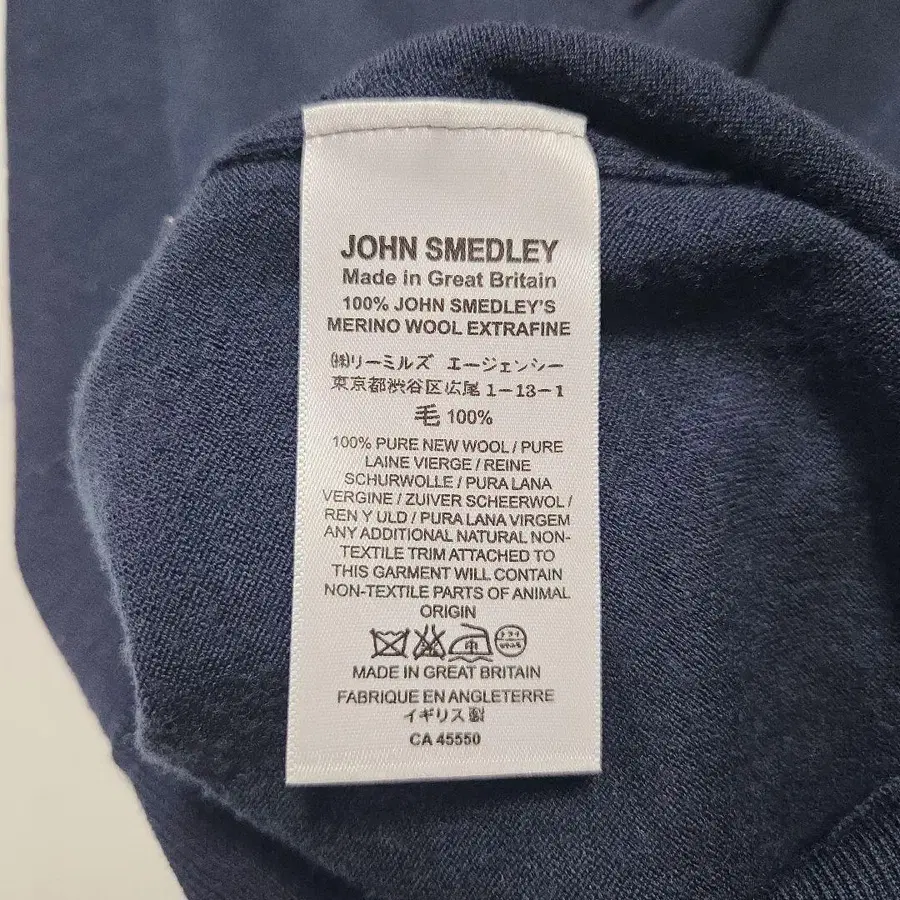 JOHN SMEDLEY
Made in Great Britain
100% JOHN SMEDLEY'S
MERINO WOOL EXTRAFINE
㈱リーミルズ エージェンシー
東京都渋谷区広尾1-13-1
毛 100%
100% PURE NEW WOOL / PURE
LAINE VIERGE / REINE
SCHURWOLLE / PURA LANA
VERGINE / ZUIVER SCHEERWOL /
REN Y ULD / PURA LANA VIRGEM
ANY ADDITIONAL NATURAL NON-
TEXTILE TRIM ATTACHED TO
THIS GARMENT WILL CONTAIN
NON-TEXTILE PARTS OF ANIMAL
ORIGIN
中 ドライ
MADE IN GREAT BRITAIN
FABRIQUE EN ANGLETERRE
イギリス製
CA 45550